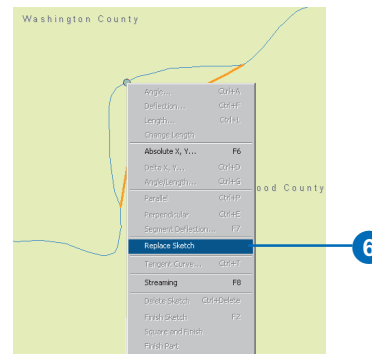 Washington County
Angle... Ctrl+A
Deflection... Ctrl+F
Length... Ctrl+L
Change Length
Absolute X, Y... F6
Delta X, Y... Ctrl+D
Angle/Length... Ctrl+G
ood County
Parallel Ctrl+P
Perpendicular Ctrl+E
Segment Deflection... F7
Replace Sketch
6
Tangent Curve... Ctrl+T
Streaming F8
Delete Sketch Ctrl+Delete
Finish Sketch F2
Square and Finish
Finish Part